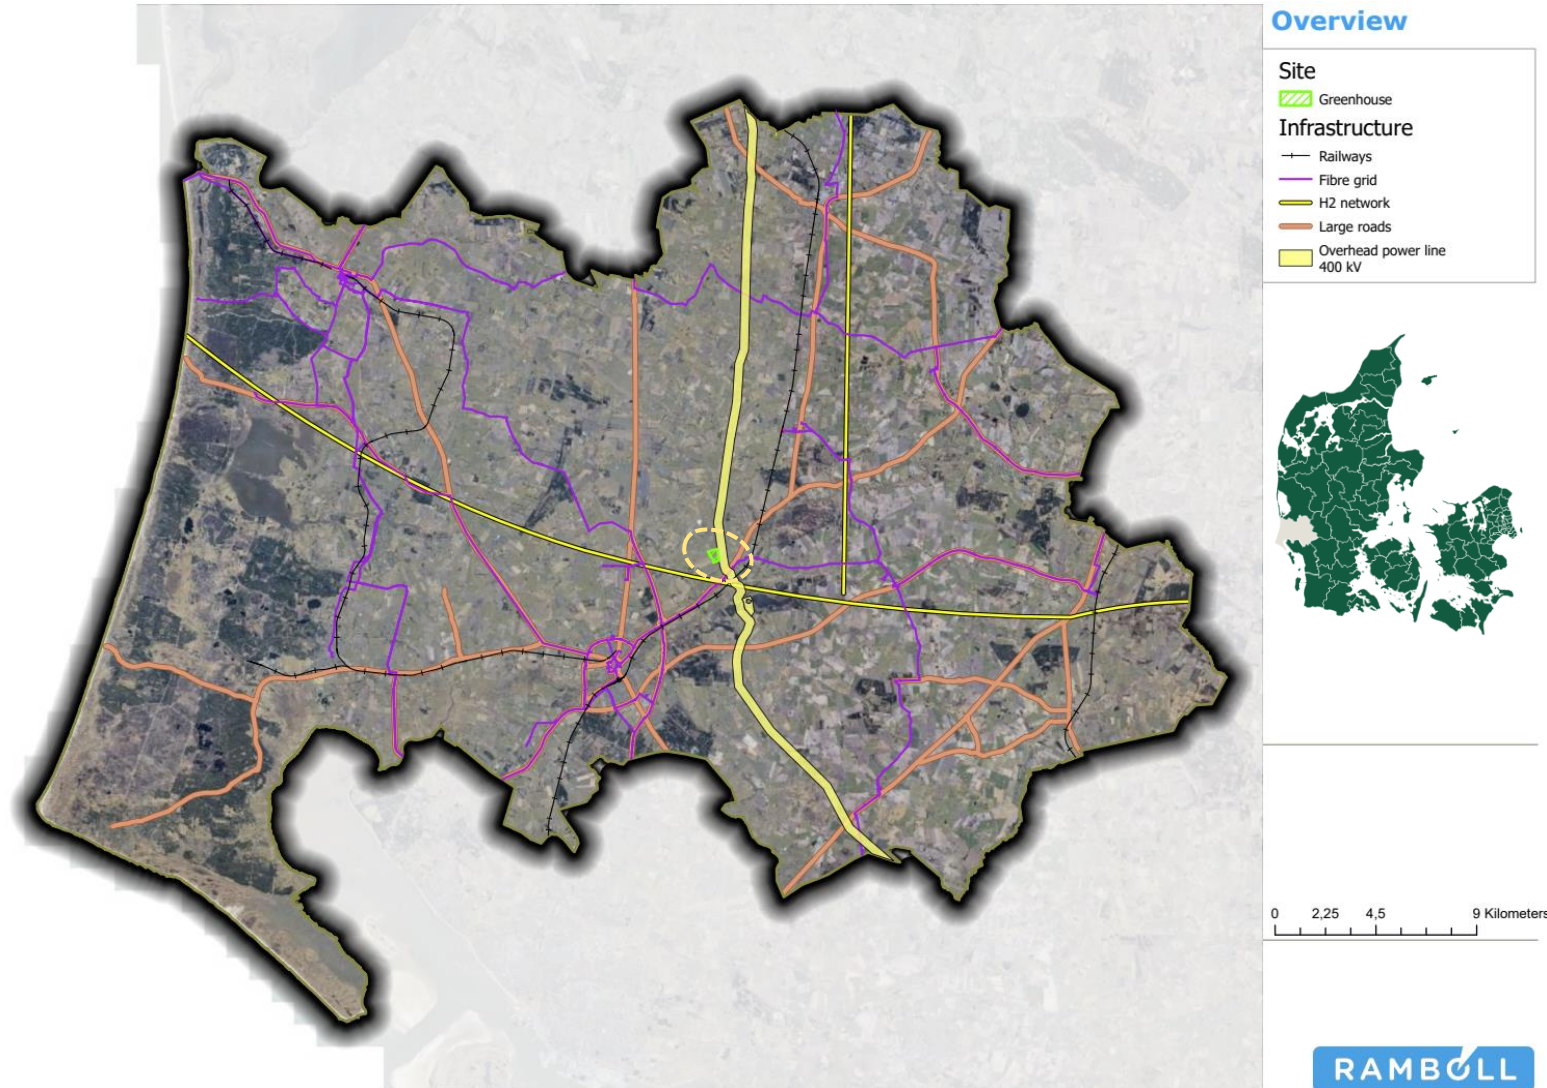 Overview
Site
Greenhouse
Infrastructure
Railways
Fibre grid
H2 network
Large roads
Overhead power line
400 kV
0 2,25 4,5 9 Kilometers
RAMBOLL